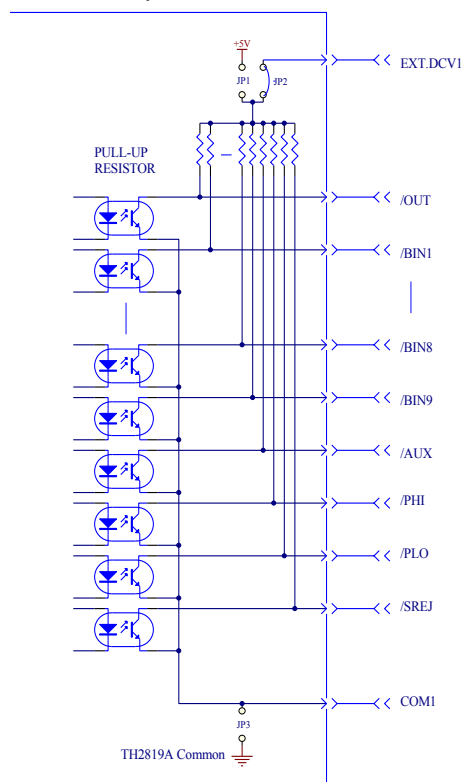 +5V
EXT.DCV1
JP1
JP2
PULL-UP
RESISTOR
/OUT
/BIN1
/BIN8
/BIN9
/AUX
/PHI
/PLO
/SREJ
COM1
JP3
TH2819A Common